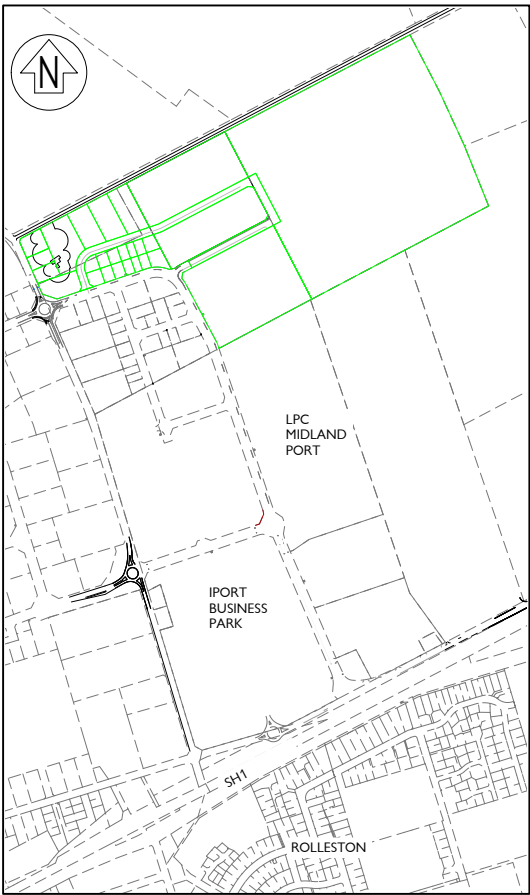 N
LPC
MIDLAND
PORT
IPORT
BUSINESS
PARK
SH1
ROLLESTON